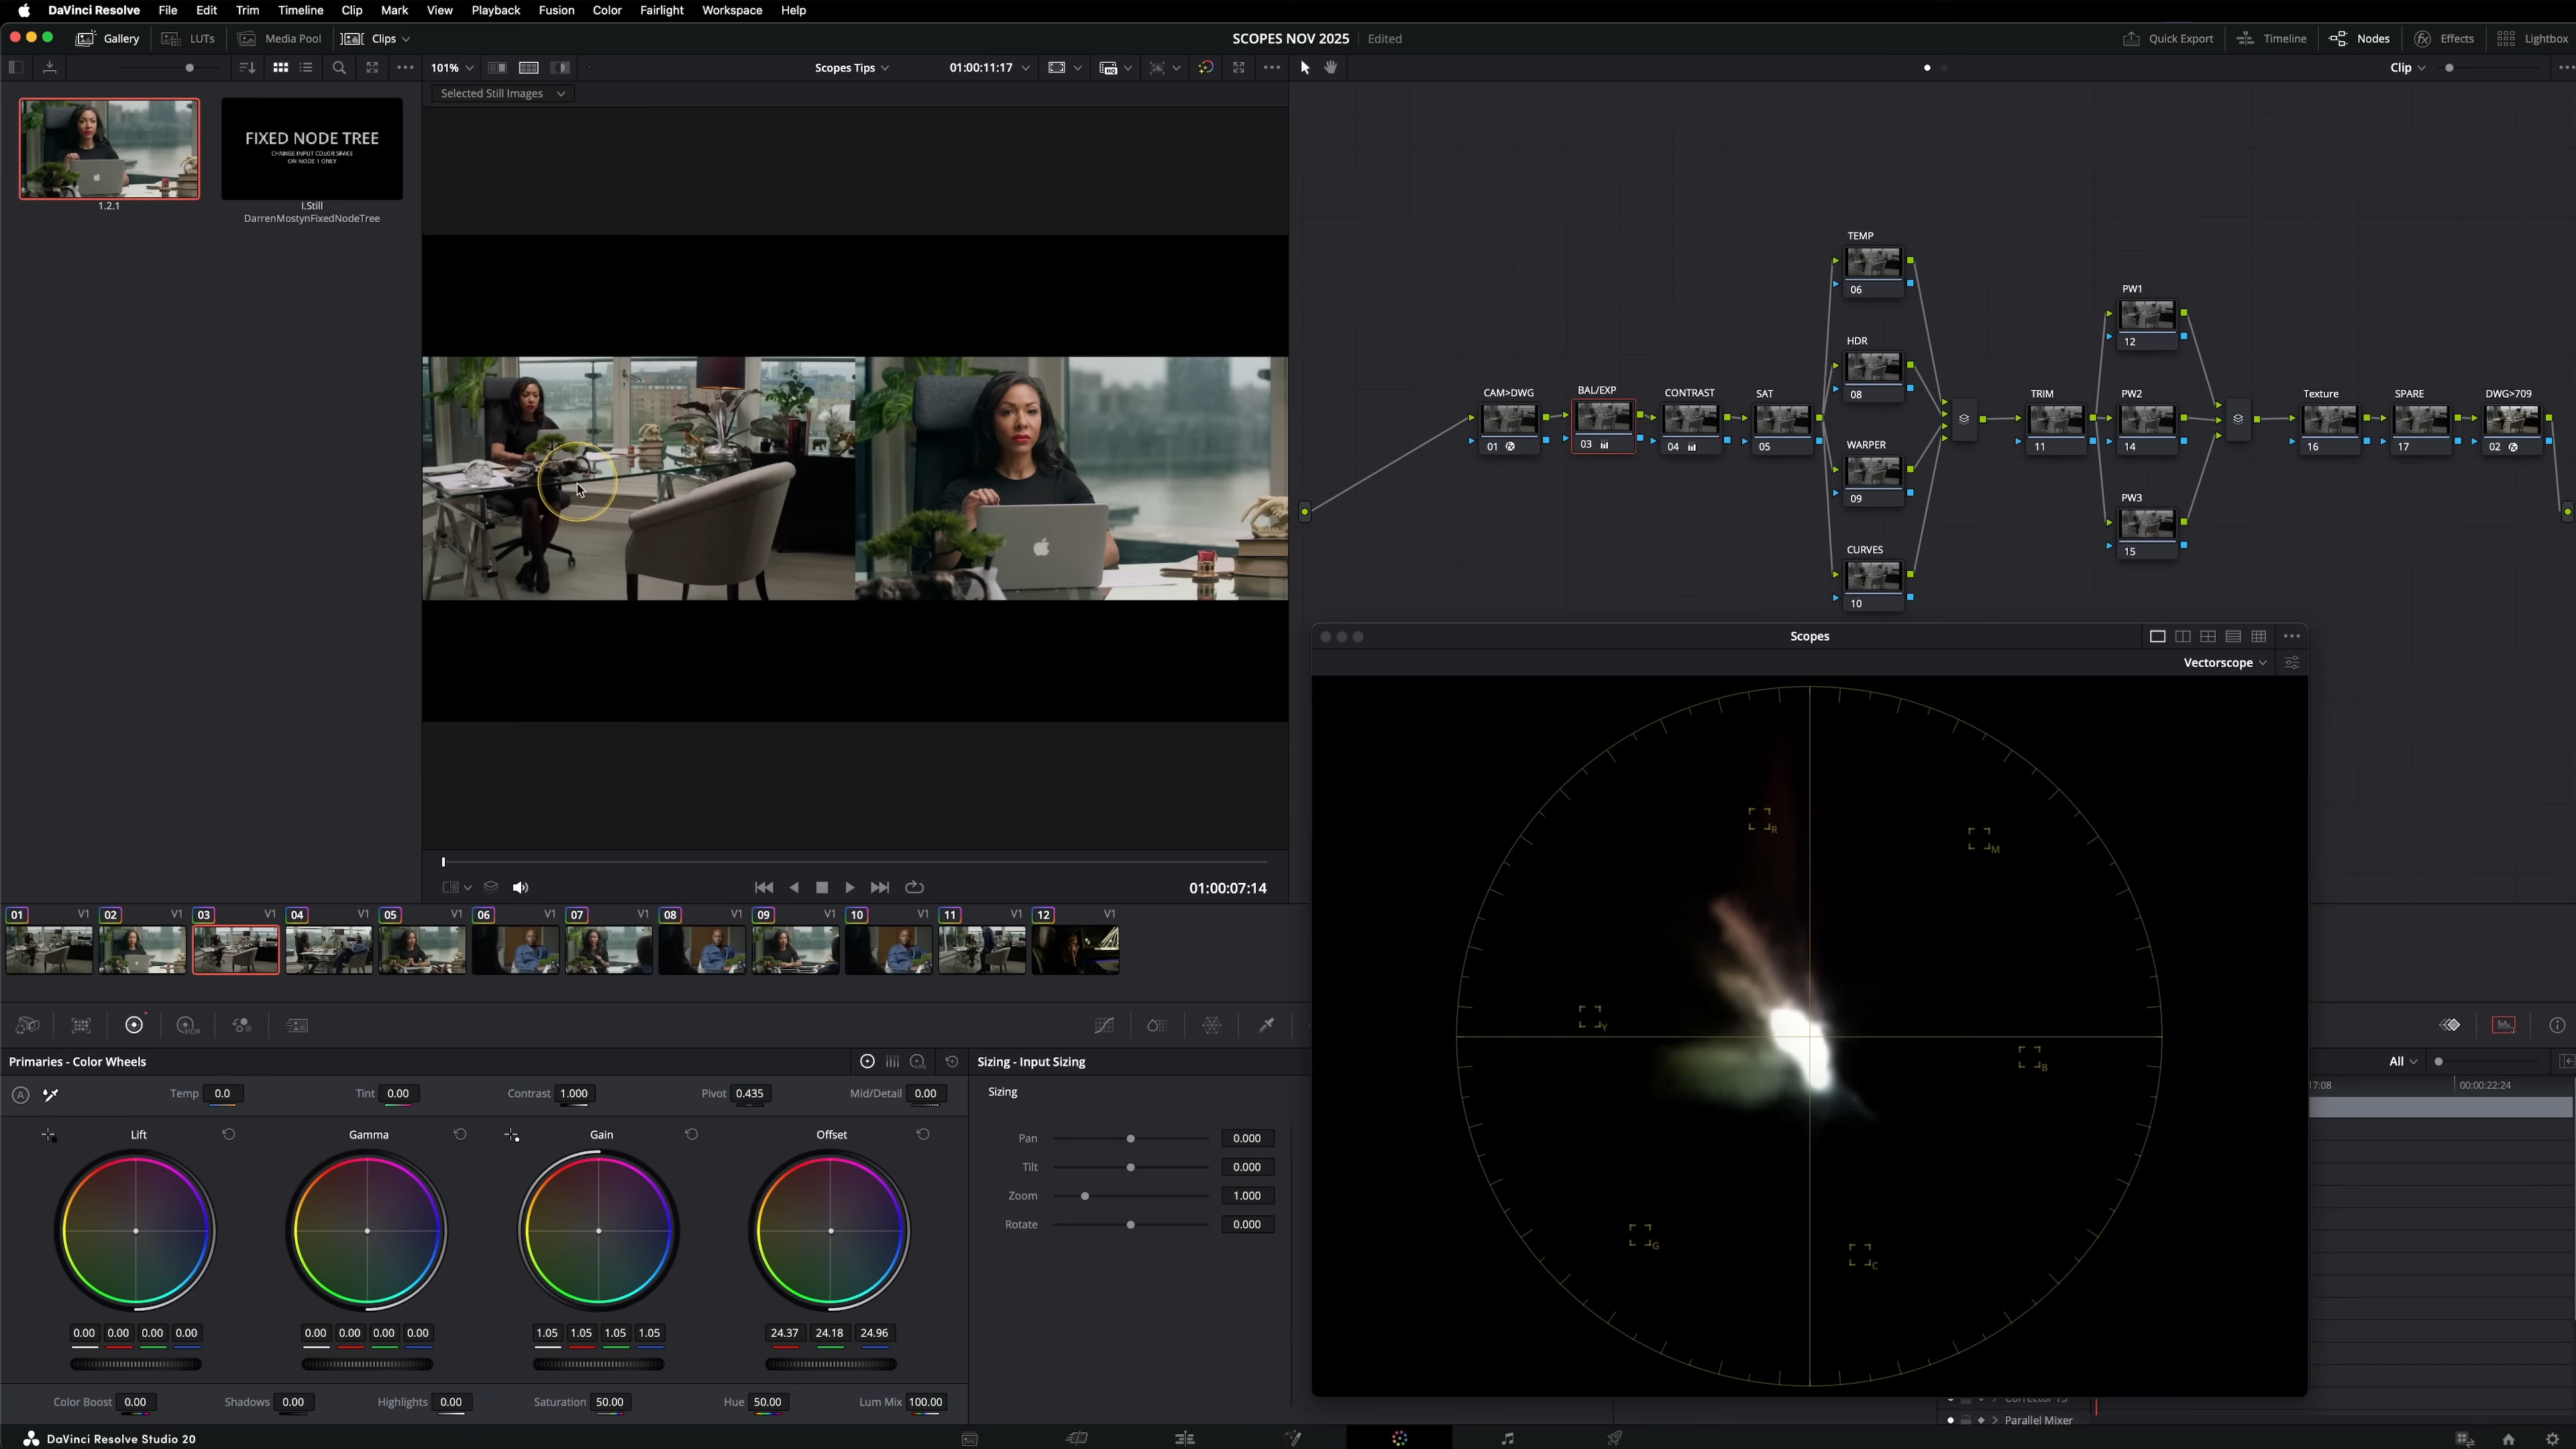 DaVinci Resolve File Edit Trim Timeline Clip Mark View Playback Fusion Color Fairlight Workspace Help
Gallery LUTs Media Pool Clips SCOPES NOV 2025 Edited Quick Export Timeline Nodes Effects Lightbox
101% Scopes Tips 01:00:11:17 Clip
Selected Still Images
FIXED NODE TREE
CHANGE INPUT COLOR SPACE
ON NODE 1 ONLY
1.2.1 I.Still
DarrenMostynFixedNodeTree
TEMP
06
PW1
12
HDR
08
CAM>DWG BAL/EXP CONTRAST SAT TRIM PW2 Texture SPARE DWG>709
01 03 04 05 11 14 16 17 02
WARPER
09
PW3
15
CURVES
10
Scopes
Vectorscope
R
M
Y
B
G
C
01:00:07:14
01 V1 02 V1 03 V1 04 V1 05 V1 06 V1 07 V1 08 V1 09 V1 10 V1 11 V1 12 V1
HDR
Primaries - Color Wheels LOG Sizing - Input Sizing All
A Temp 0.0 Tint 0.00 Contrast 1.000 Pivot 0.435 Mid/Detail 0.00 Sizing
17:08 00:00:22:24
Lift Gamma Gain Offset
Pan 0.000
Tilt 0.000
Zoom 1.000
Rotate 0.000
0.00 0.00 0.00 0.00 0.00 0.00 0.00 0.00 1.05 1.05 1.05 1.05 24.37 24.18 24.96
Color Boost 0.00 Shadows 0.00 Highlights 0.00 Saturation 50.00 Hue 50.00 Lum Mix 100.00
Parallel Mixer
DaVinci Resolve Studio 20